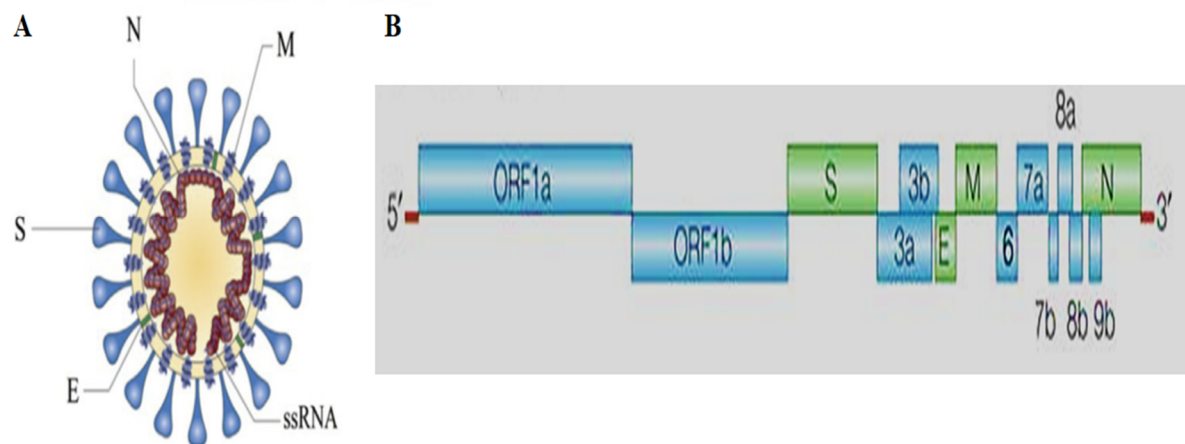 A
B
N
M
S
E
ssRNA
8a
ORF1a
S
3b
M
7a
N
5′
3′
ORF1b
3a
E
6
7b
8b
9b